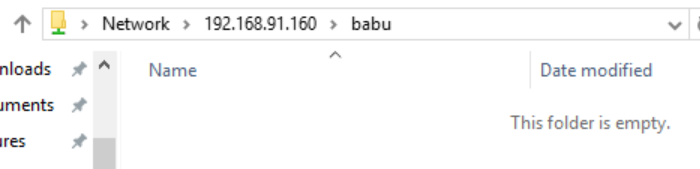 Network > 192.168.91.160 > babu
Name Date modified
nloads
This folder is empty.
uments
ures